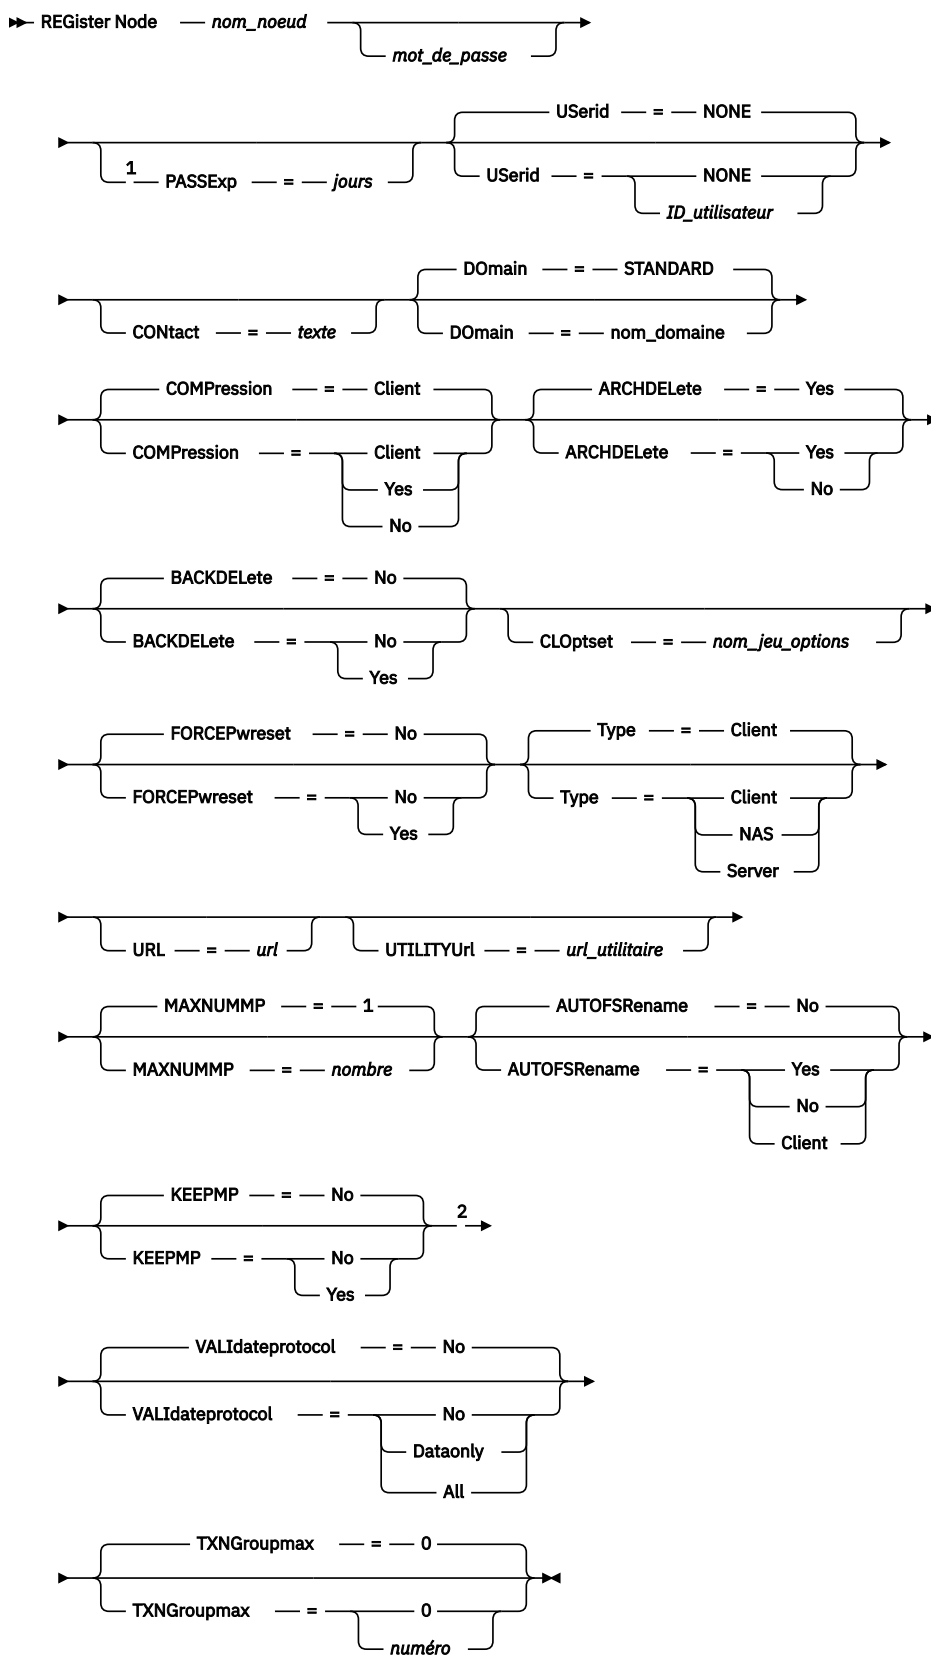 REGister Node nom_noeud
mot_de_passe
USerid = NONE
1 PASSExp = jours USerid = NONE
ID_utilisateur
DOmain = STANDARD
CONtact = texte DOmain = nom_domaine
COMPression = Client ARCHDELete = Yes
COMPression = Client ARCHDELete = Yes
Yes No
No
BACKDELete = No
BACKDELete = No CLOptset = nom_jeu_options
Yes
FORCEPwreset = No Type = Client
FORCEPwreset = No Type = Client
Yes NAS
Server
URL = url UTILITYUrl = url_utilitaire
MAXNUMMP = 1 AUTOFSRename = No
MAXNUMMP = nombre AUTOFSRename = Yes
No
Client
KEEPMP = No
2
KEEPMP = No
Yes
VALIdateprotocol = No
VALIdateprotocol = No
Dataonly
All
TXNGroupmax = 0
TXNGroupmax = 0
numéro